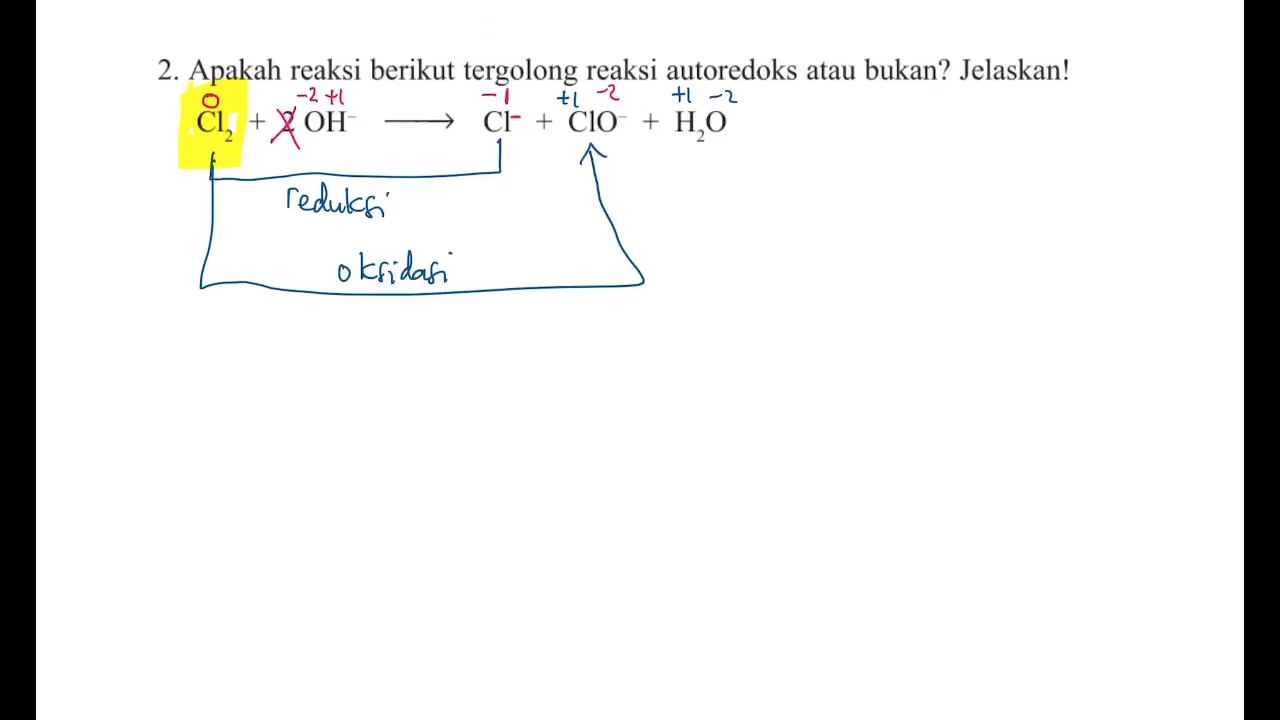 2. Apakah reaksi berikut tergolong reaksi autoredoks atau bukan? Jelaskan!
0 -2 +1 -1 +1 -2 +1 -2
Cl₂ + 2 OH⁻ ⟶ Cl⁻ + ClO⁻ + H₂O
reduksi
oksidasi